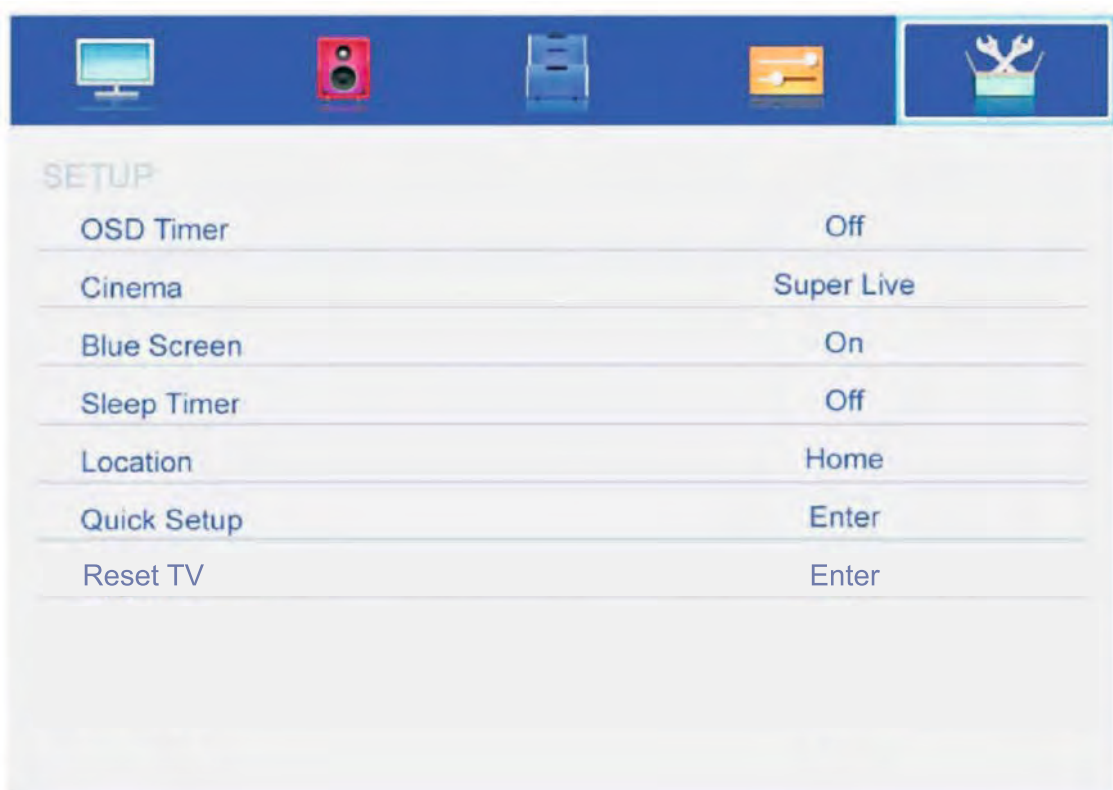 SETUP
OSD Timer Off
Cinema Super Live
Blue Screen On
Sleep Timer Off
Location Home
Quick Setup Enter
Reset TV Enter